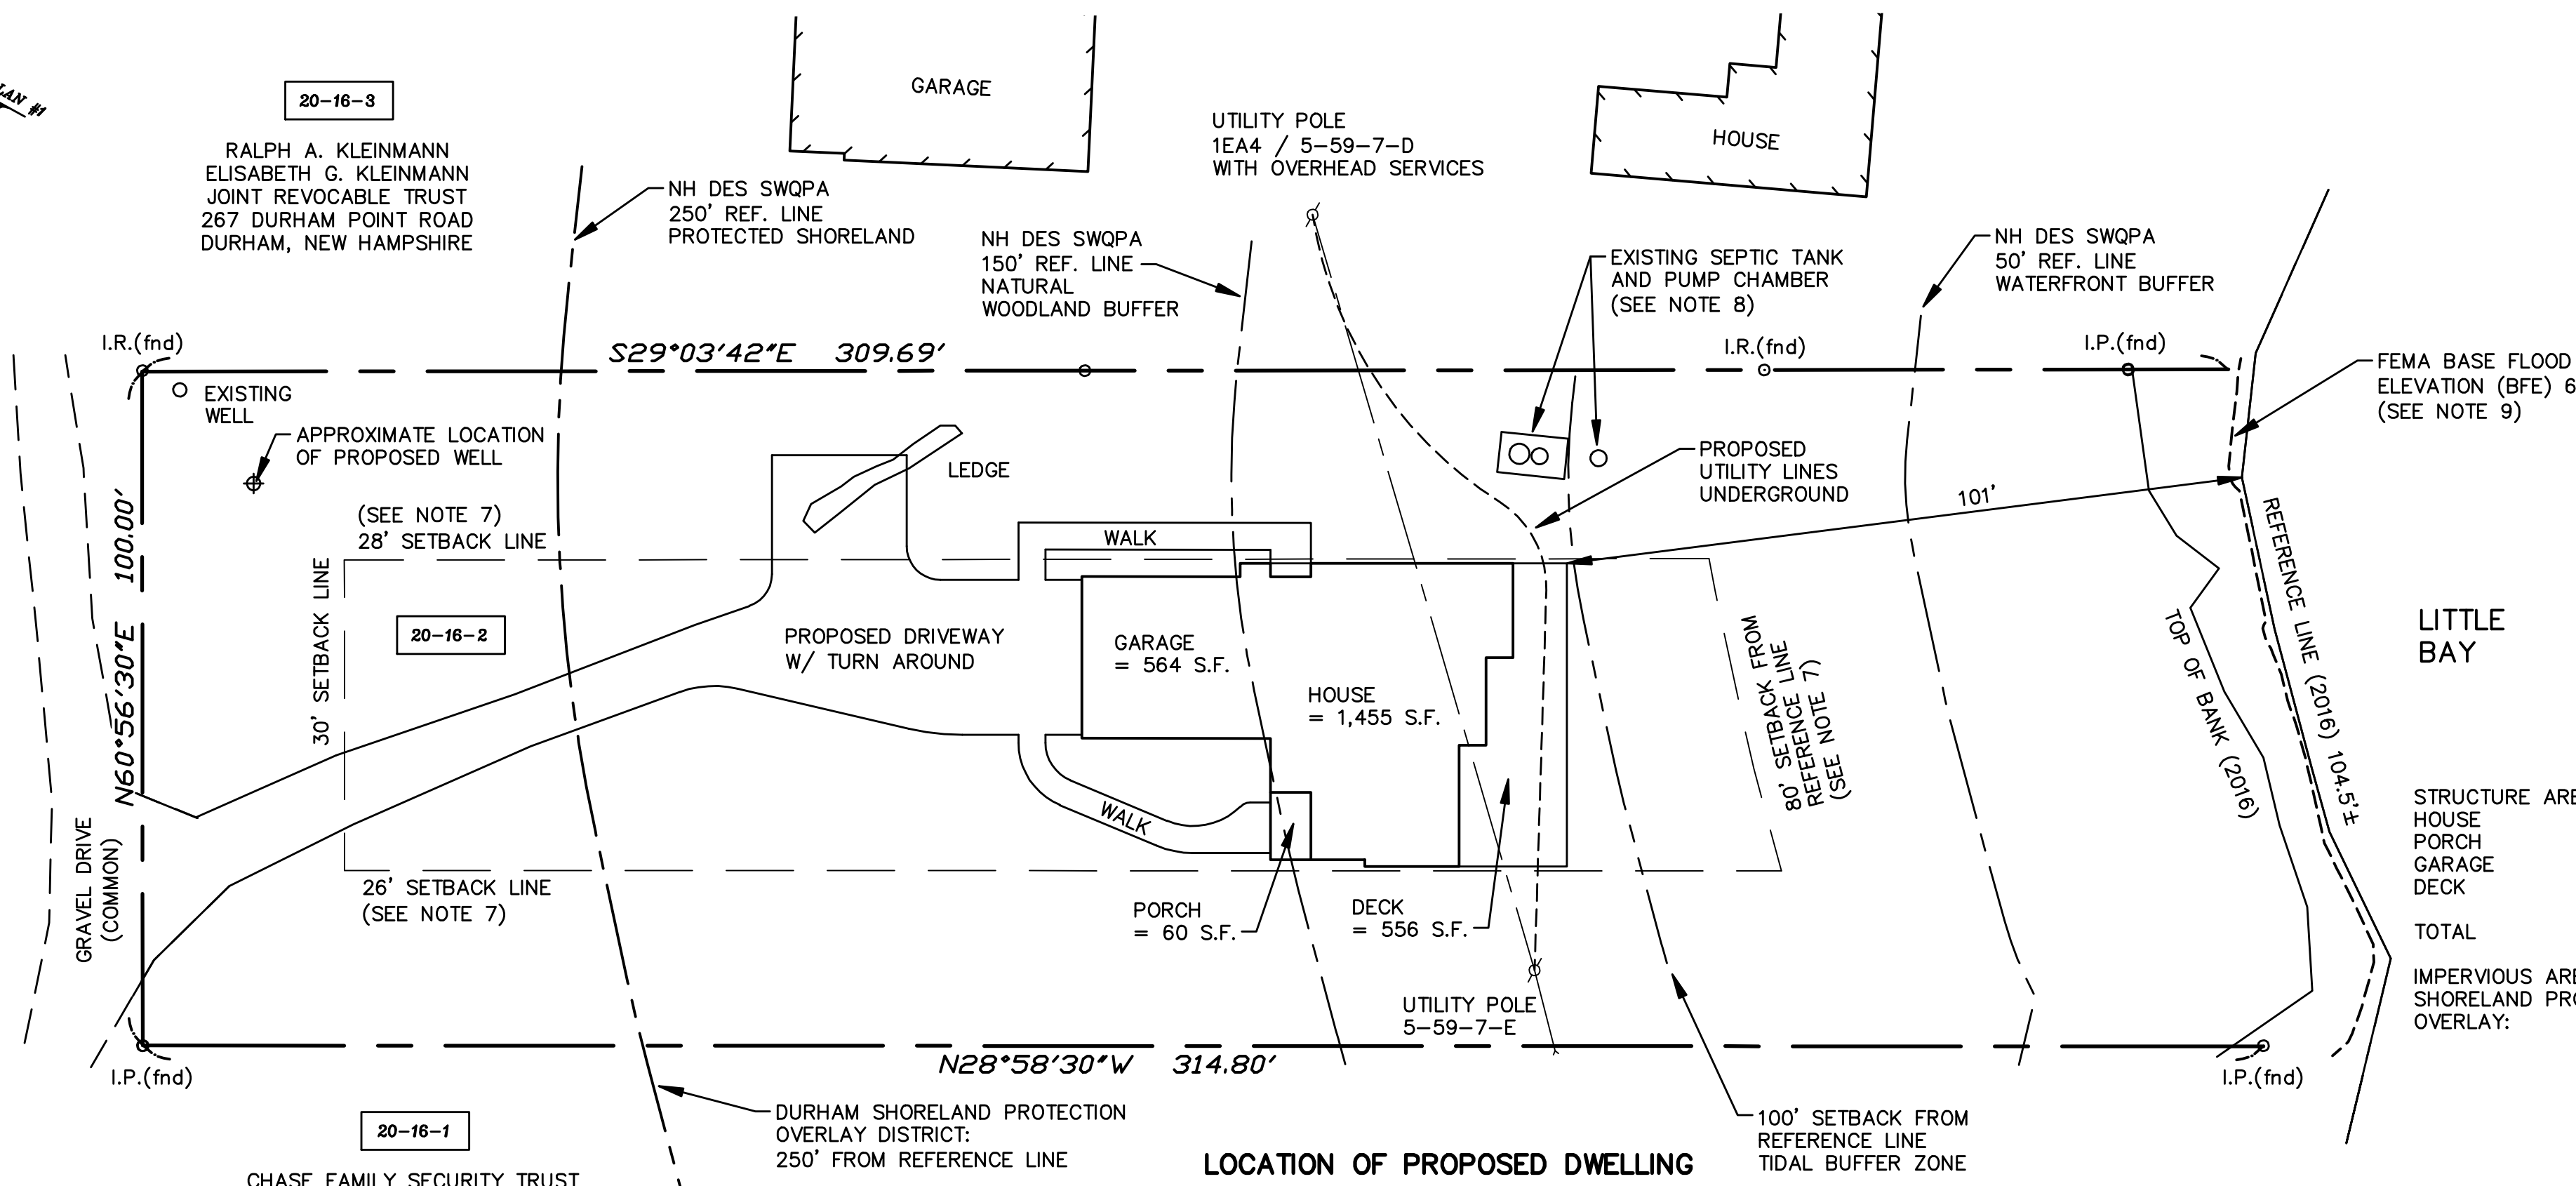 LAN #1
20-16-3
RALPH A. KLEINMANN
ELISABETH G. KLEINMANN
JOINT REVOCABLE TRUST
267 DURHAM POINT ROAD
DURHAM, NEW HAMPSHIRE
NH DES SWQPA
250' REF. LINE
PROTECTED SHORELAND
GARAGE
UTILITY POLE
1EA4 / 5-59-7-D
WITH OVERHEAD SERVICES
HOUSE
NH DES SWQPA
150' REF. LINE
NATURAL
WOODLAND BUFFER
EXISTING SEPTIC TANK
AND PUMP CHAMBER
(SEE NOTE 8)
NH DES SWQPA
50' REF. LINE
WATERFRONT BUFFER
I.R.(fnd)
S29°03'42"E 309.69'
I.R.(fnd)
I.P.(fnd)
FEMA BASE FLOOD
ELEVATION (BFE) 6
(SEE NOTE 9)
EXISTING
WELL
APPROXIMATE LOCATION
OF PROPOSED WELL
LEDGE
PROPOSED
UTILITY LINES
UNDERGROUND
101'
N60°56'30"E 100.00'
(SEE NOTE 7)
28' SETBACK LINE
30' SETBACK LINE
WALK
20-16-2
PROPOSED DRIVEWAY
W/ TURN AROUND
GARAGE
= 564 S.F.
HOUSE
= 1,455 S.F.
80' SETBACK FROM
REFERENCE LINE
(SEE NOTE 7)
TOP OF BANK (2016)
REFERENCE LINE (2016) 104.5'±
LITTLE
BAY
GRAVEL DRIVE
(COMMON)
WALK
26' SETBACK LINE
(SEE NOTE 7)
PORCH
= 60 S.F.
DECK
= 556 S.F.
STRUCTURE ARE
HOUSE
PORCH
GARAGE
DECK
TOTAL
IMPERVIOUS ARE
SHORELAND PRO
OVERLAY:
UTILITY POLE
5-59-7-E
N28°58'30"W 314.80'
I.P.(fnd)
I.P.(fnd)
20-16-1
CHASE FAMILY SECURITY TRUST
DURHAM SHORELAND PROTECTION
OVERLAY DISTRICT:
250' FROM REFERENCE LINE
100' SETBACK FROM
REFERENCE LINE
TIDAL BUFFER ZONE
LOCATION OF PROPOSED DWELLING